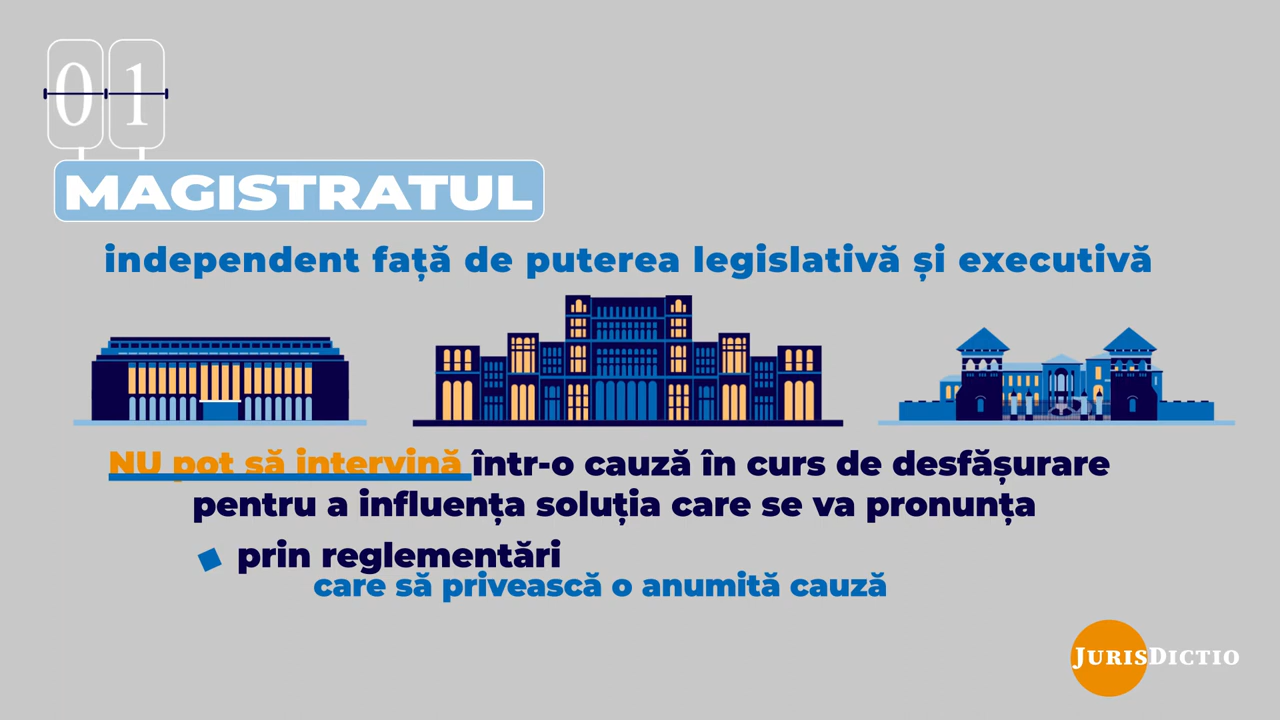 01
MAGISTRATUL
independent față de puterea legislativă și executivă
NU pot să intervină într-o cauză în curs de desfășurare
pentru a influența soluția care se va pronunța
prin reglementări
care să privească o anumită cauză
JURISDICTIO